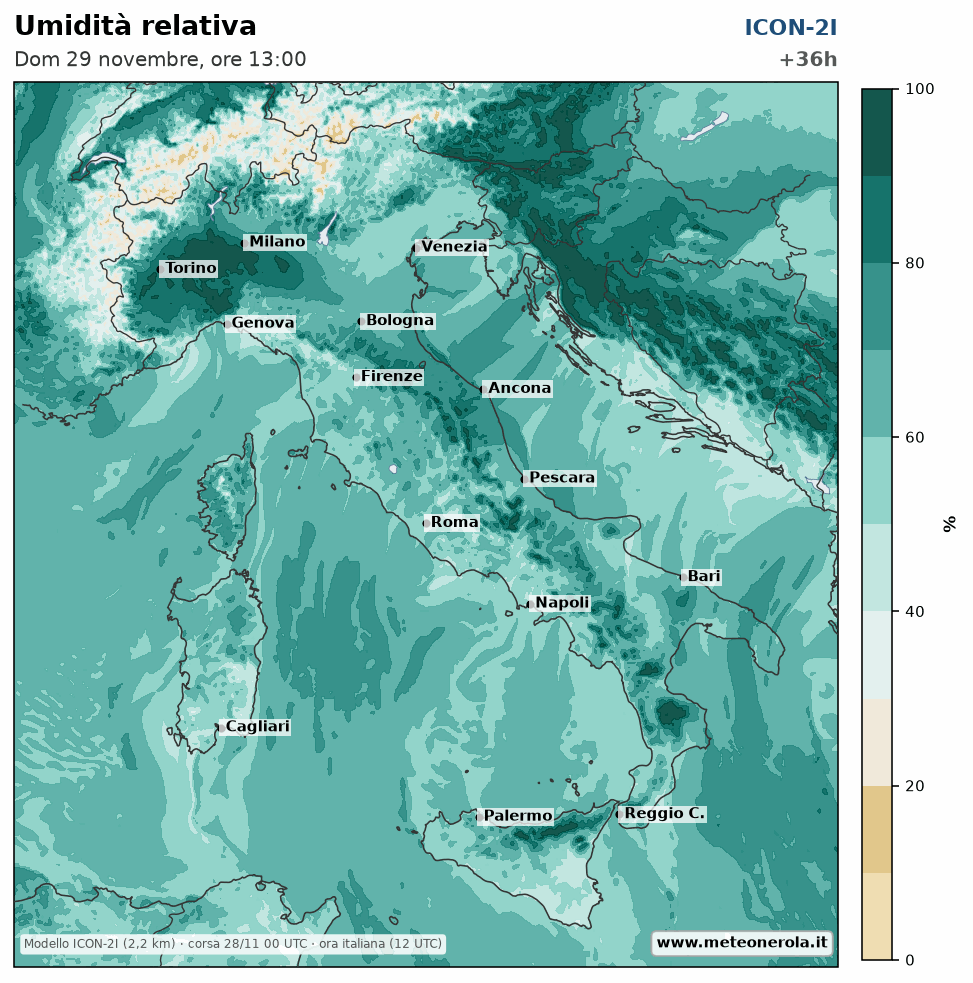 Umidità relativa
ICON-2I
Dom 29 novembre, ore 13:00
+36h
100
80
60
40
20
0
%
Milano
Venezia
Torino
Genova
Bologna
Firenze
Ancona
Pescara
Roma
Bari
Napoli
Cagliari
Palermo
Reggio C.
Modello ICON-2I (2,2 km) · corsa 28/11 00 UTC · ora italiana (12 UTC)
www.meteonerola.it